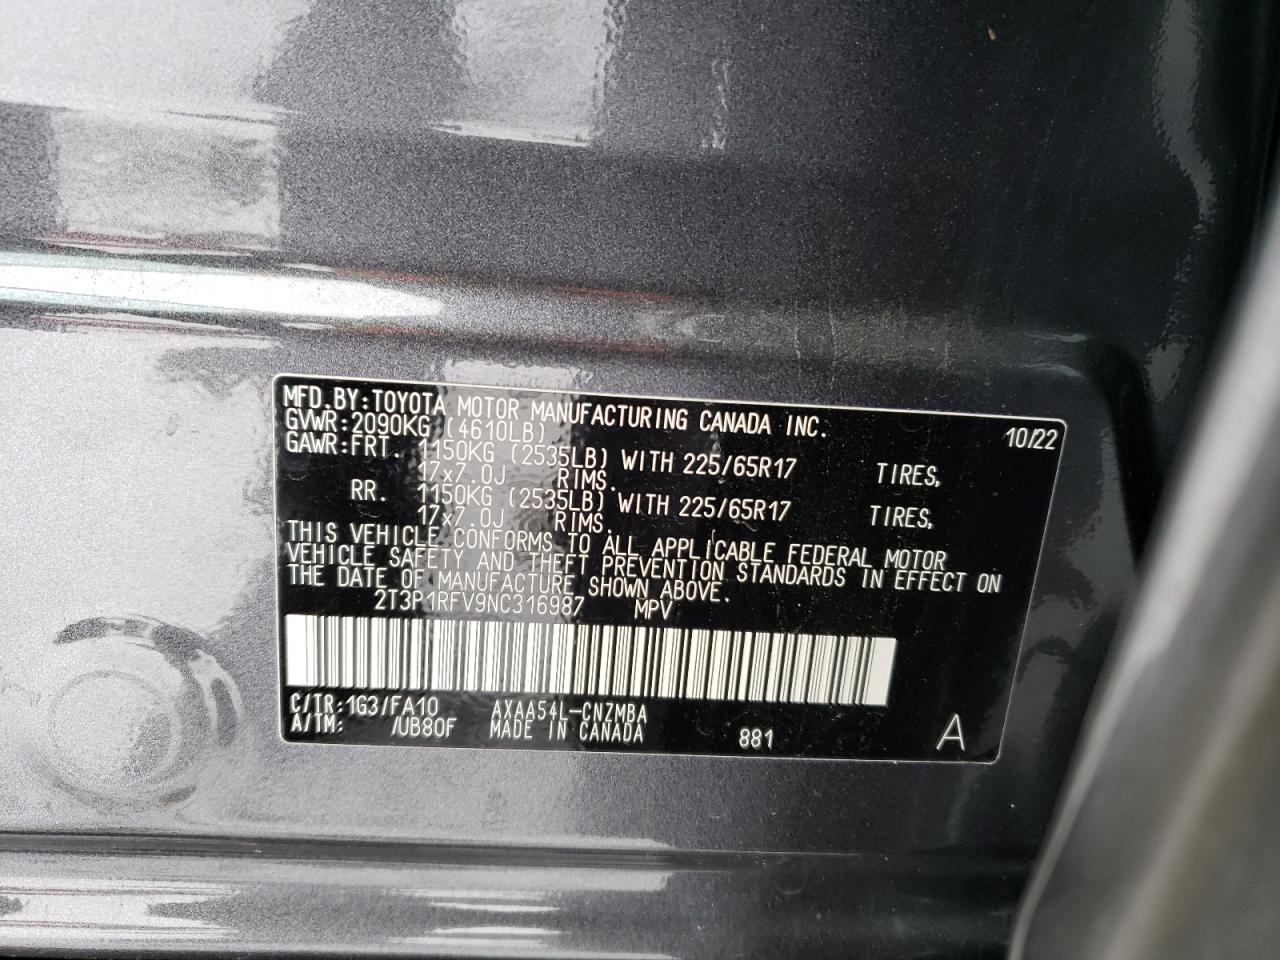 MFD.BY:TOYOTA MOTOR MANUFACTURING CANADA INC. 10/22
GVWR:2090KG (4610LB)
GAWR:FRT. 1150KG (2535LB) WITH 225/65R17 TIRES,
17x7.0J RIMS.
RR. 1150KG (2535LB) WITH 225/65R17 TIRES,
17x7.0J RIMS.
THIS VEHICLE CONFORMS TO ALL APPLICABLE FEDERAL MOTOR
VEHICLE SAFETY AND THEFT PREVENTION STANDARDS IN EFFECT ON
THE DATE OF MANUFACTURE SHOWN ABOVE.
2T3P1RFV9NC316987 MPV
C/TR:1G3/FA10 AXAA54L-CNZMBA
A/TM: /UB80F MADE IN CANADA 881 A